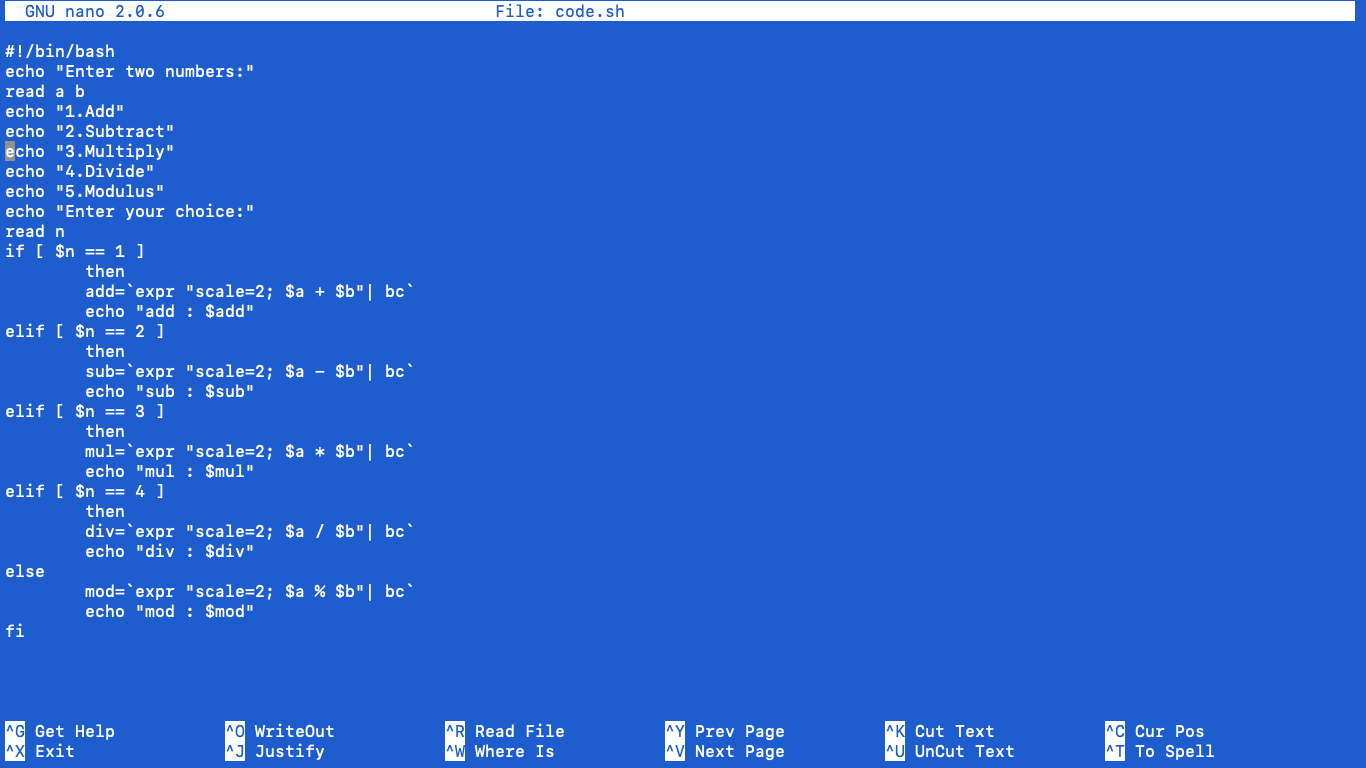 GNU nano 2.0.6 File: code.sh
#!/bin/bash
echo "Enter two numbers:"
read a b
echo "1.Add"
echo "2.Subtract"
echo "3.Multiply"
echo "4.Divide"
echo "5.Modulus"
echo "Enter your choice:"
read n
if [ $n == 1 ]
        then
        add=`expr "scale=2; $a + $b"| bc`
        echo "add : $add"
elif [ $n == 2 ]
        then
        sub=`expr "scale=2; $a - $b"| bc`
        echo "sub : $sub"
elif [ $n == 3 ]
        then
        mul=`expr "scale=2; $a * $b"| bc`
        echo "mul : $mul"
elif [ $n == 4 ]
        then
        div=`expr "scale=2; $a / $b"| bc`
        echo "div : $div"
else
        mod=`expr "scale=2; $a % $b"| bc`
        echo "mod : $mod"
fi
^G Get Help ^O WriteOut ^R Read File ^Y Prev Page ^K Cut Text ^C Cur Pos
^X Exit ^J Justify ^W Where Is ^V Next Page ^U UnCut Text ^T To Spell